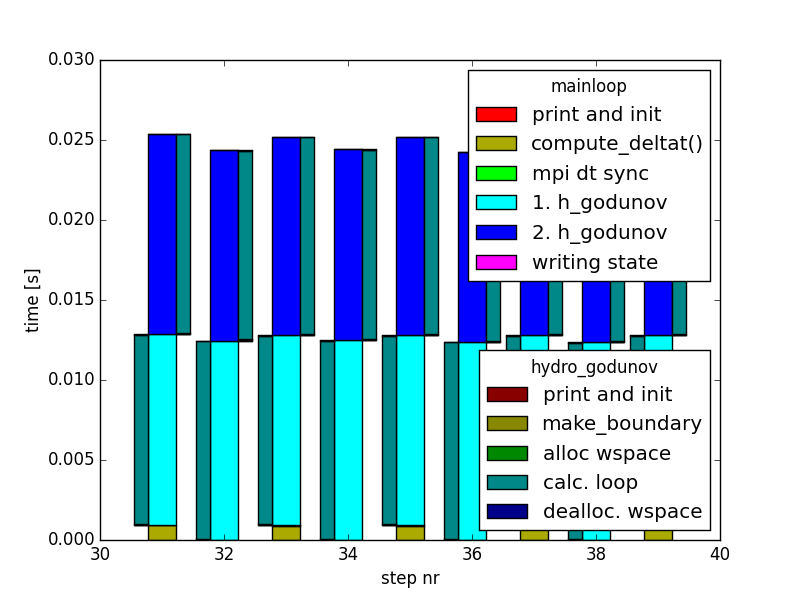 0.030
0.025
0.020
0.015
0.010
0.005
0.000
time [s]
30
32
34
36
38
40
step nr
mainloop
print and init
compute_deltat()
mpi dt sync
1. h_godunov
2. h_godunov
writing state
hydro_godunov
print and init
make_boundary
alloc wspace
calc. loop
dealloc. wspace